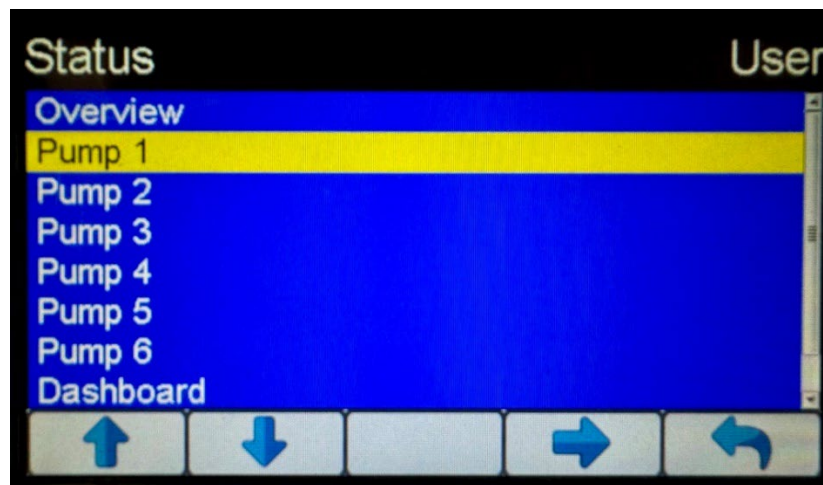 Status User
Overview
Pump 1
Pump 2
Pump 3
Pump 4
Pump 5
Pump 6
Dashboard